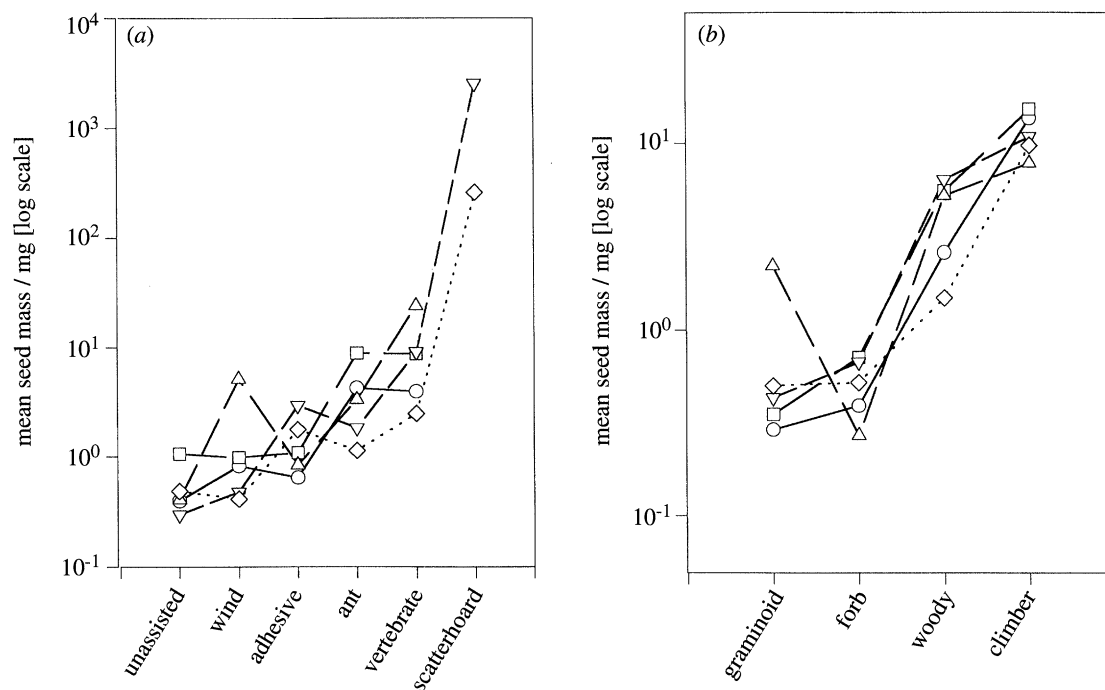 (a)
mean seed mass / mg [log scale]
10^4
10^3
10^2
10^1
10^0
10^-1
unassisted
wind
adhesive
ant
vertebrate
scatterhoard
(b)
mean seed mass / mg [log scale]
10^1
10^0
10^-1
graminoid
forb
woody
climber